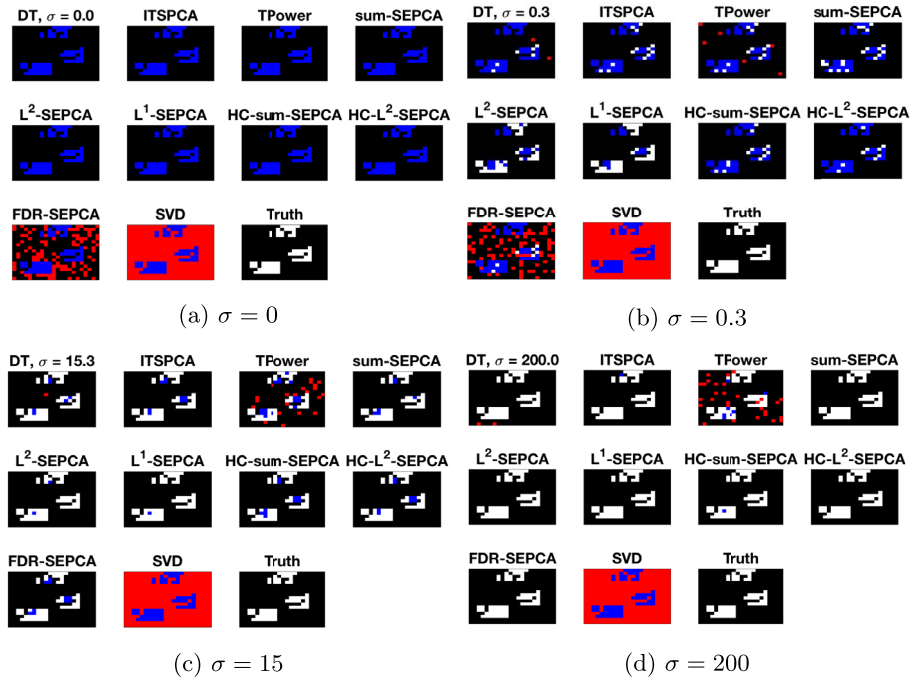 DT, σ = 0.0 ITSPCA TPower sum-SEPCA
L²-SEPCA L¹-SEPCA HC-sum-SEPCA HC-L²-SEPCA
FDR-SEPCA SVD Truth
(a) σ = 0
DT, σ = 0.3 ITSPCA TPower sum-SEPCA
L²-SEPCA L¹-SEPCA HC-sum-SEPCA HC-L²-SEPCA
FDR-SEPCA SVD Truth
(b) σ = 0.3
DT, σ = 15.3 ITSPCA TPower sum-SEPCA
L²-SEPCA L¹-SEPCA HC-sum-SEPCA HC-L²-SEPCA
FDR-SEPCA SVD Truth
(c) σ = 15
DT, σ = 200.0 ITSPCA TPower sum-SEPCA
L²-SEPCA L¹-SEPCA HC-sum-SEPCA HC-L²-SEPCA
FDR-SEPCA SVD Truth
(d) σ = 200